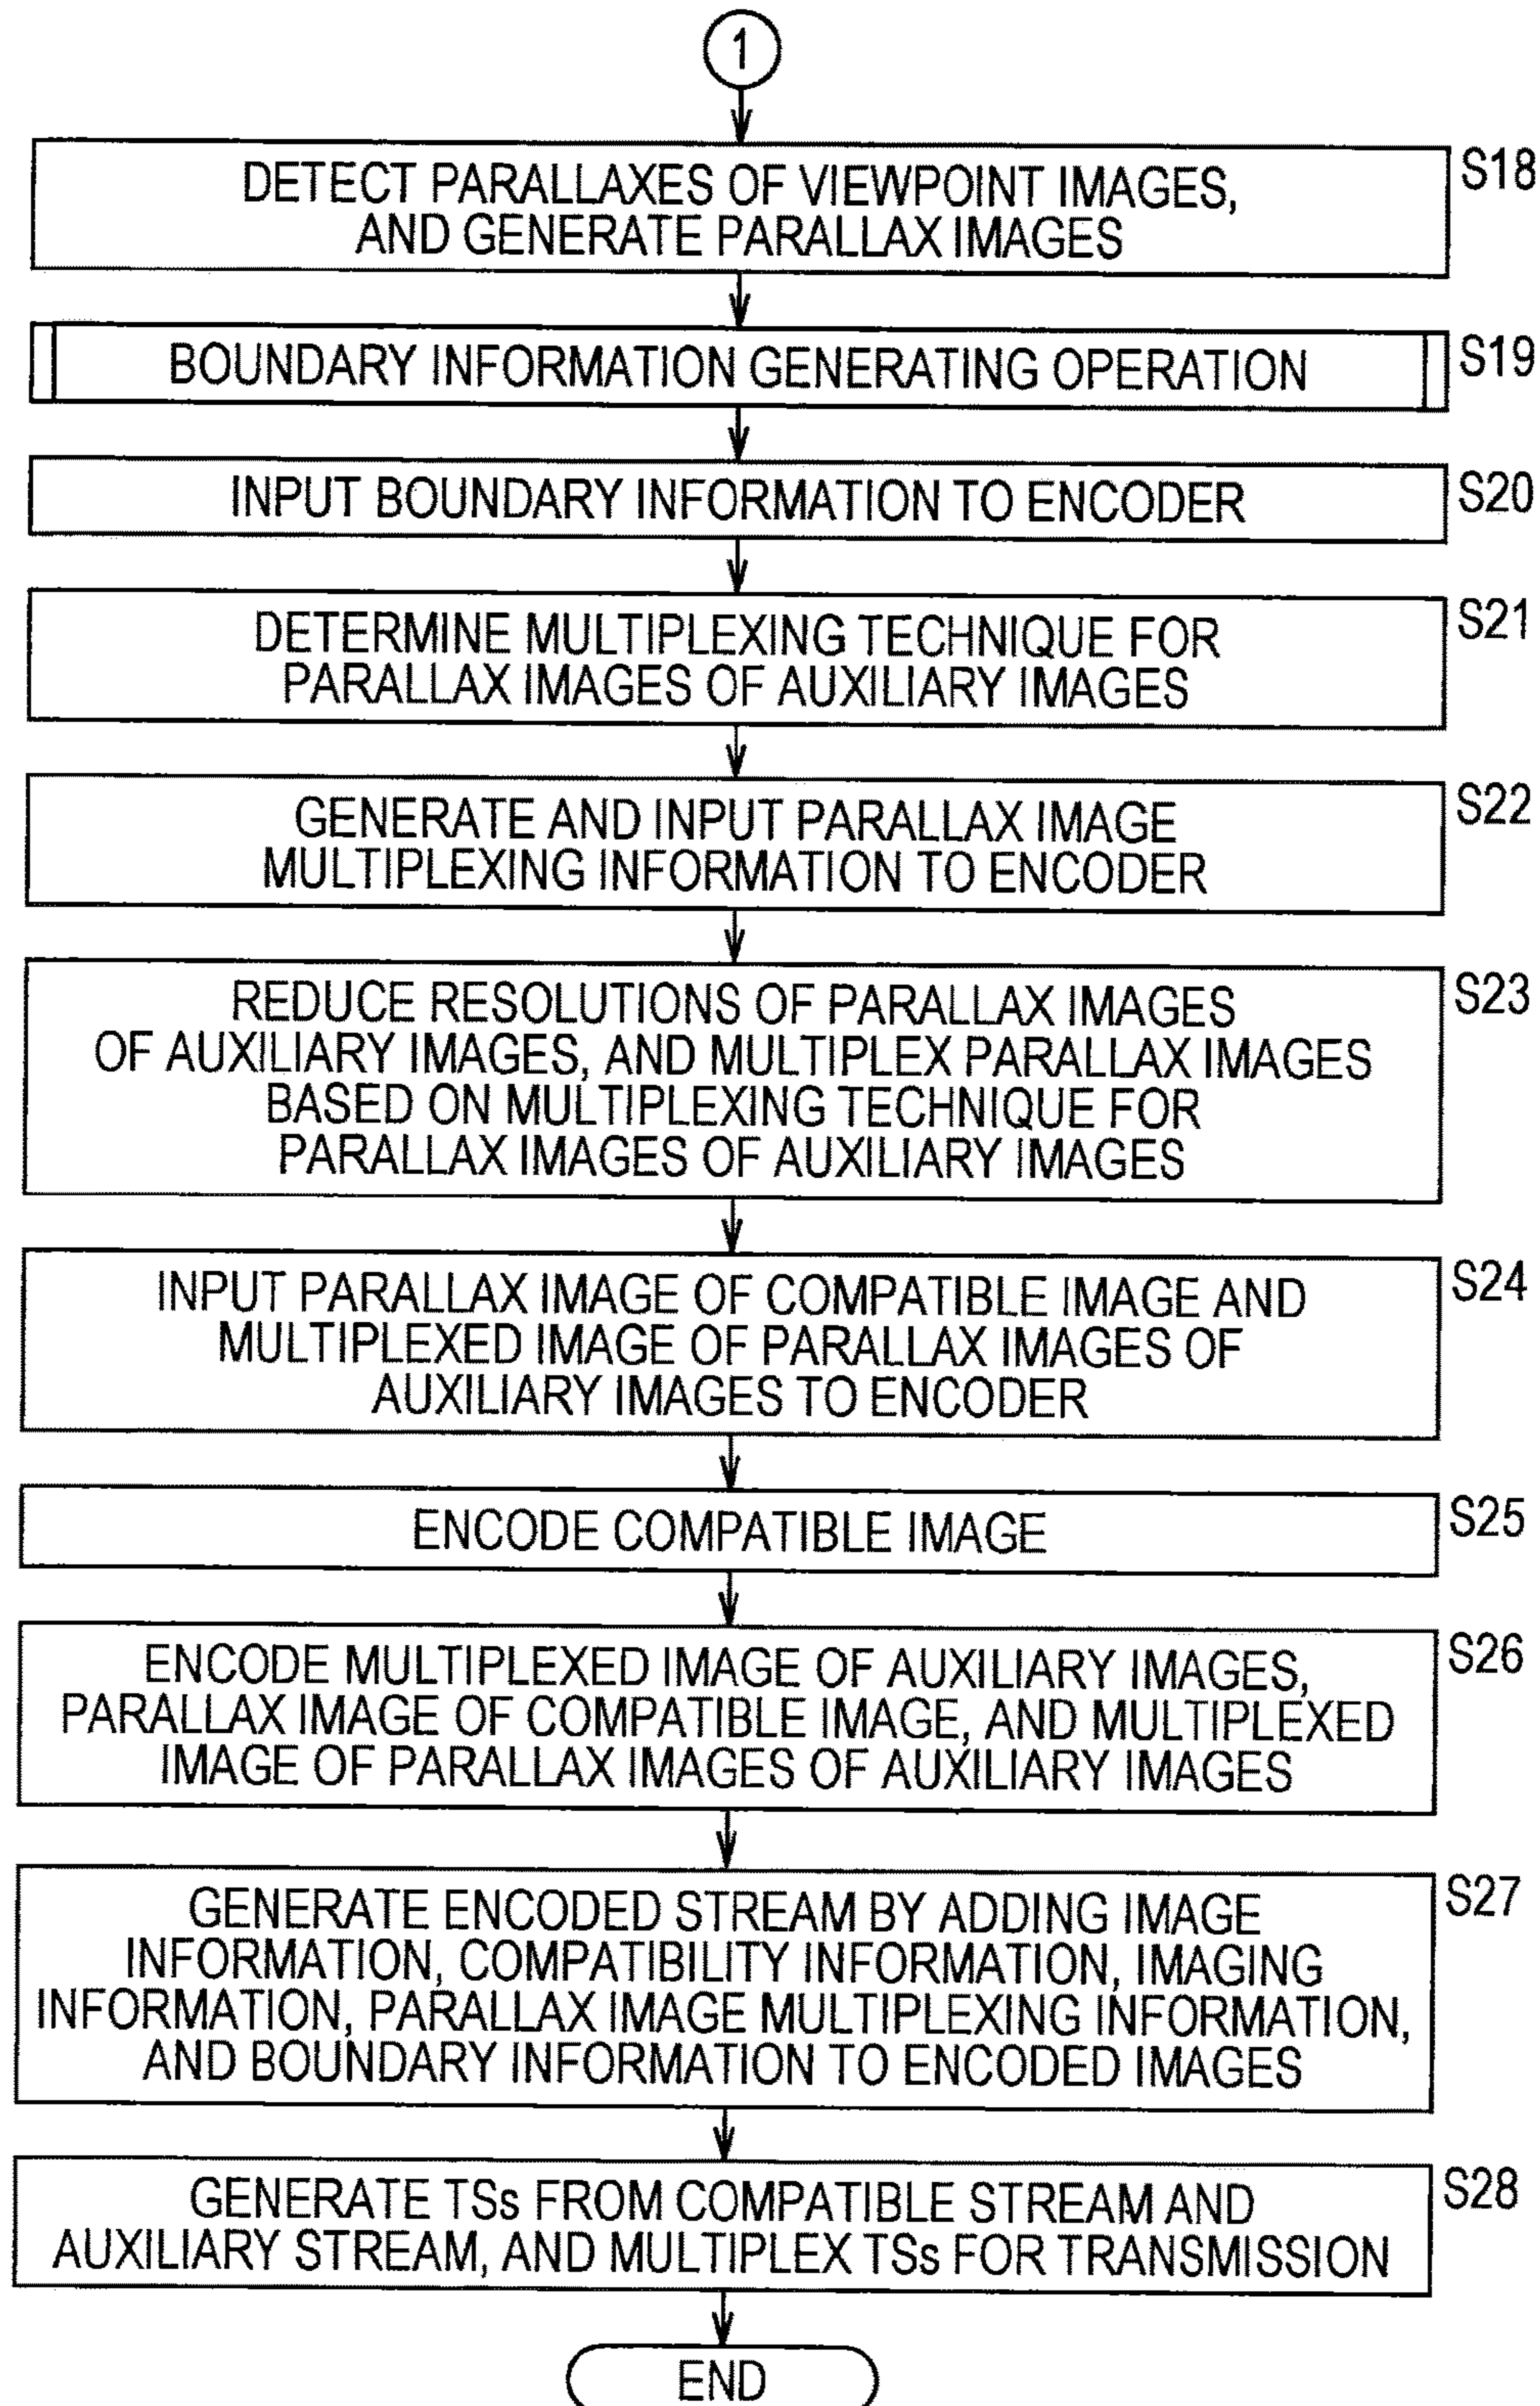 1
DETECT PARALLAXES OF VIEWPOINT IMAGES,
AND GENERATE PARALLAX IMAGES
S18
BOUNDARY INFORMATION GENERATING OPERATION
S19
INPUT BOUNDARY INFORMATION TO ENCODER
S20
DETERMINE MULTIPLEXING TECHNIQUE FOR
PARALLAX IMAGES OF AUXILIARY IMAGES
S21
GENERATE AND INPUT PARALLAX IMAGE
MULTIPLEXING INFORMATION TO ENCODER
S22
REDUCE RESOLUTIONS OF PARALLAX IMAGES
OF AUXILIARY IMAGES, AND MULTIPLEX PARALLAX IMAGES
BASED ON MULTIPLEXING TECHNIQUE FOR
PARALLAX IMAGES OF AUXILIARY IMAGES
S23
INPUT PARALLAX IMAGE OF COMPATIBLE IMAGE AND
MULTIPLEXED IMAGE OF PARALLAX IMAGES OF
AUXILIARY IMAGES TO ENCODER
S24
ENCODE COMPATIBLE IMAGE
S25
ENCODE MULTIPLEXED IMAGE OF AUXILIARY IMAGES,
PARALLAX IMAGE OF COMPATIBLE IMAGE, AND MULTIPLEXED
IMAGE OF PARALLAX IMAGES OF AUXILIARY IMAGES
S26
GENERATE ENCODED STREAM BY ADDING IMAGE
INFORMATION, COMPATIBILITY INFORMATION, IMAGING
INFORMATION, PARALLAX IMAGE MULTIPLEXING INFORMATION,
AND BOUNDARY INFORMATION TO ENCODED IMAGES
S27
GENERATE TSs FROM COMPATIBLE STREAM AND
AUXILIARY STREAM, AND MULTIPLEX TSs FOR TRANSMISSION
S28
END